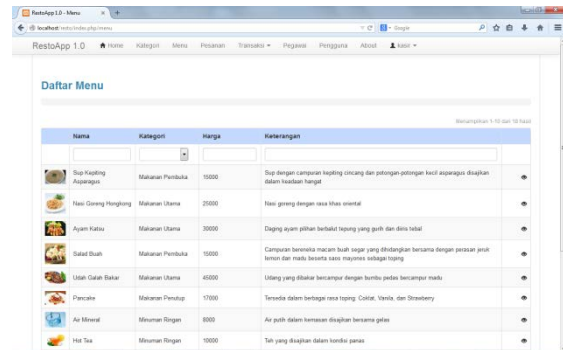 RestoApp 1.0 - Menu
localhost/resto/index.php/menu
Google
RestoApp 1.0 Home Kategori Menu Pesanan Transaksi Pegawai Pengguna About Kasir
Daftar Menu
Menampilkan 1-10 dari 18 hasil
Nama Kategori Harga Keterangan
Sup Kepiting Asparagus Makanan Pembuka 15000 Sup dengan campuran kepiting cincang dan potongan-potongan kecil asparagus disajikan
dalam keadaan hangat
Nasi Goreng Hongkong Makanan Utama 25000 Nasi goreng dengan rasa khas oriental
Ayam Katsu Makanan Utama 30000 Daging ayam pilihan berbalut tepung yang gurih dan diiris tebal
Salad Buah Makanan Pembuka 15000 Campuran beraneka macam buah segar yang dihidangkan bersama dengan perasan jeruk
lemon dan madu beserta saus mayones sebagai toping
Udah Galah Bakar Makanan Utama 45000 Udang yang dibakar bercampur dengan bumbu pedas bercampur madu
Pancake Makanan Penutup 17000 Tersedia dalam berbagai rasa toping: Coklat, Vanila, dan Strawberry
Air Mineral Minuman Ringan 8000 Air putih dalam kemasan disajikan bersama gelas
Hot Tea Minuman Ringan 10000 Teh yang disajikan dalam kondisi panas